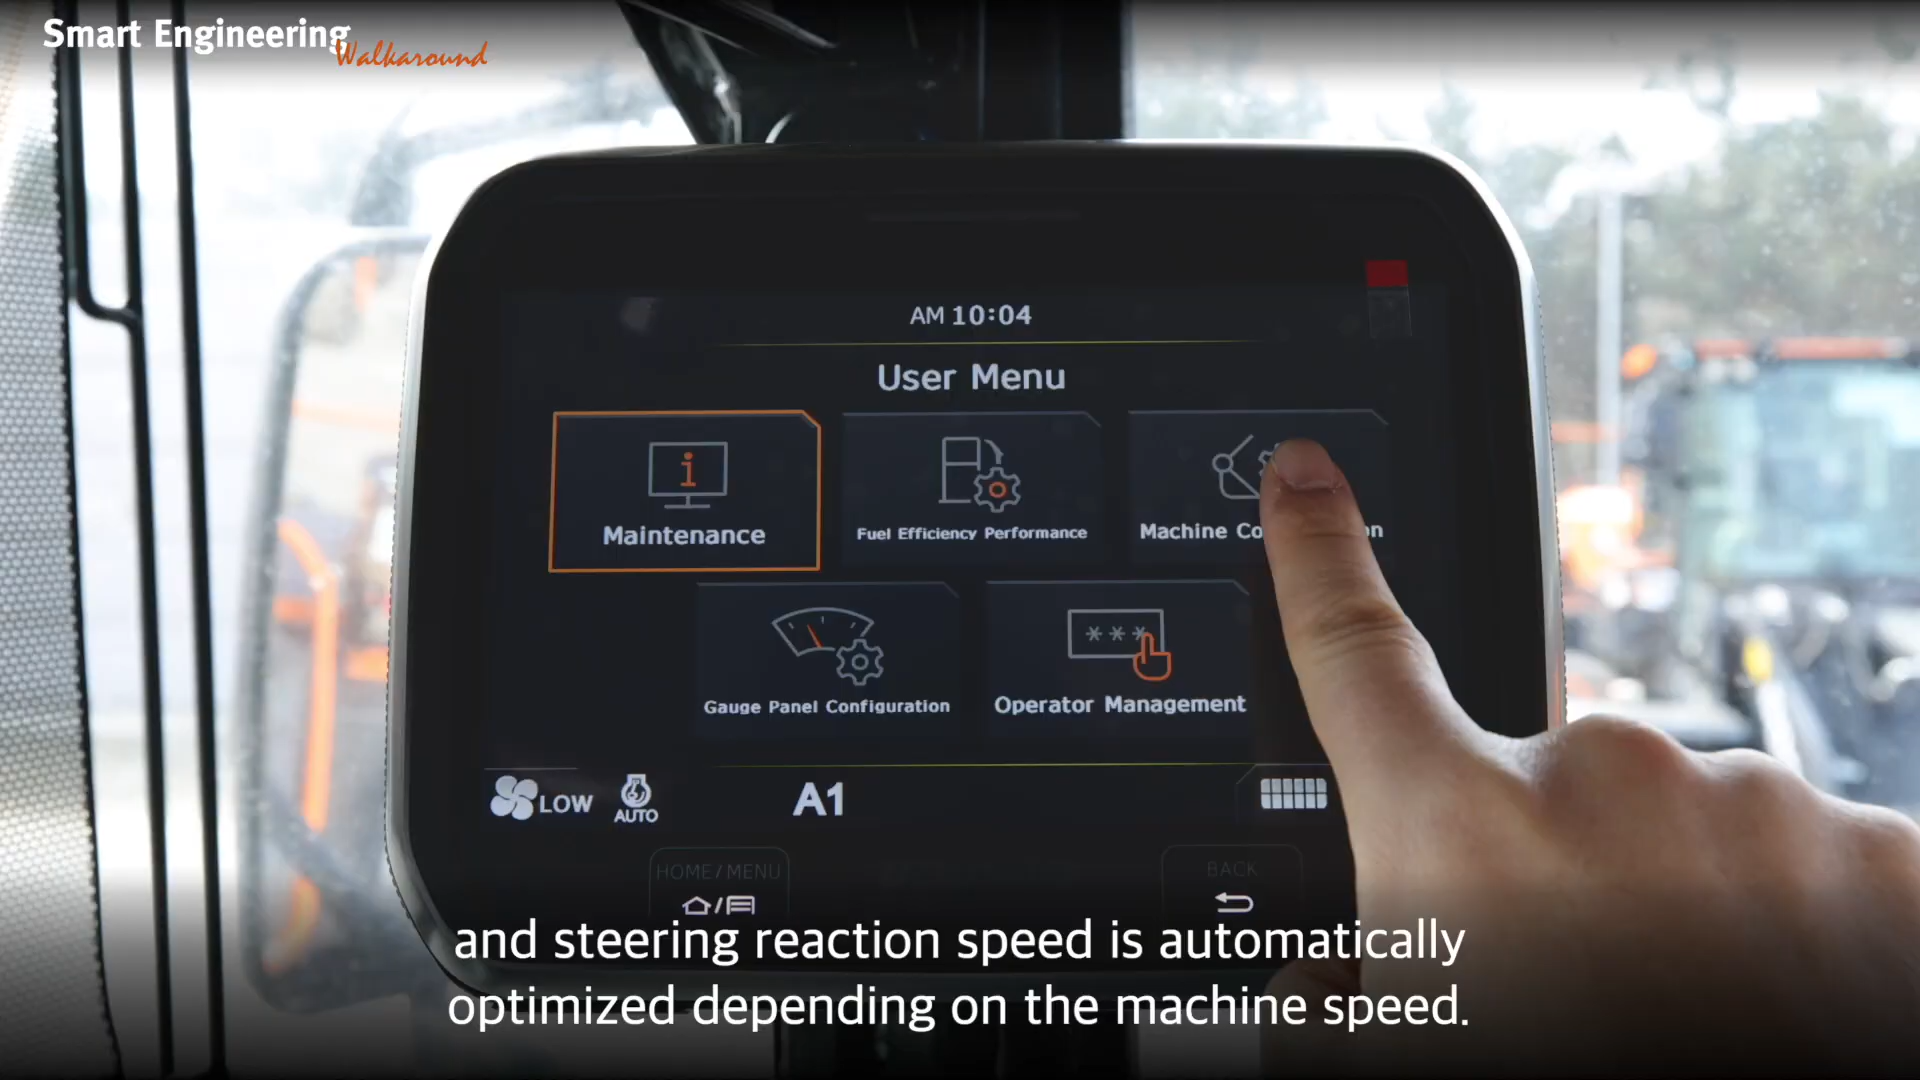 Smart Engineering
Walkaround
AM 10:04
User Menu
i
Maintenance
Fuel Efficiency Performance
Machine Co on
Gauge Panel Configuration
***
Operator Management
LOW
AUTO
A1
HOME/MENU
BACK
and steering reaction speed is automatically
optimized depending on the machine speed.